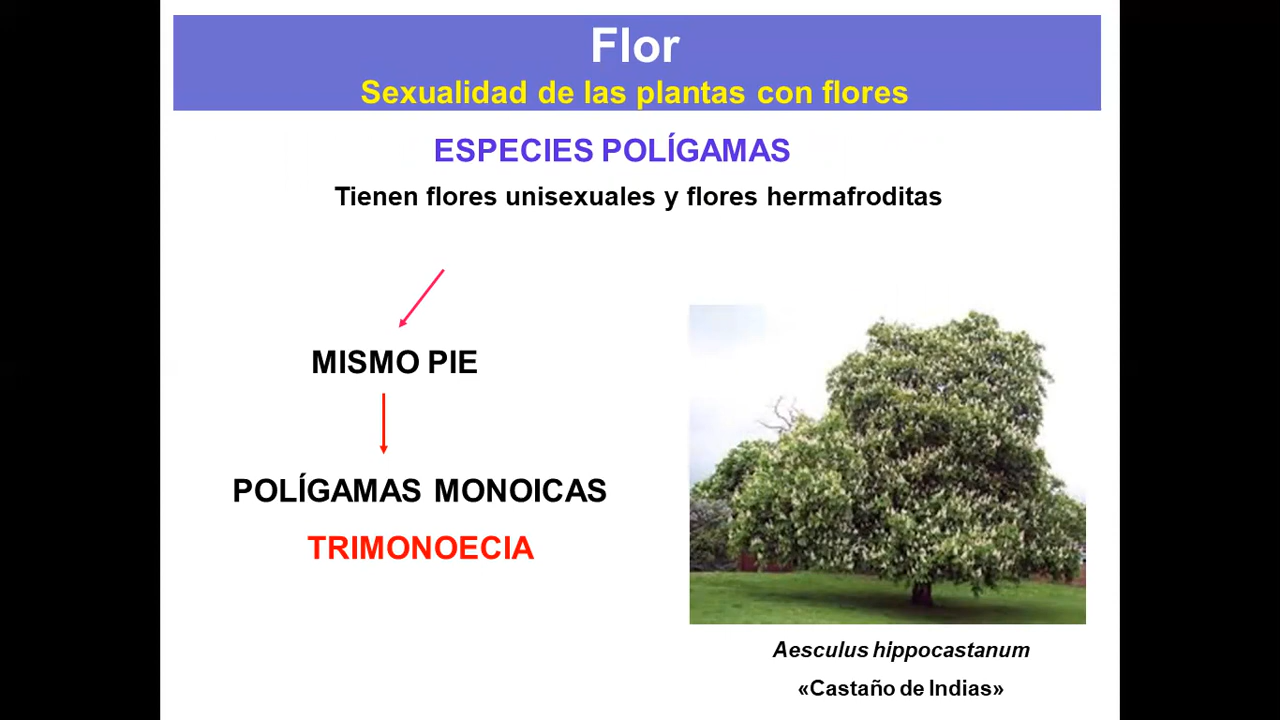 Flor
Sexualidad de las plantas con flores
ESPECIES POLÍGAMAS
Tienen flores unisexuales y flores hermafroditas
MISMO PIE
POLÍGAMAS MONOICAS
TRIMONOECIA
Aesculus hippocastanum
«Castaño de Indias»